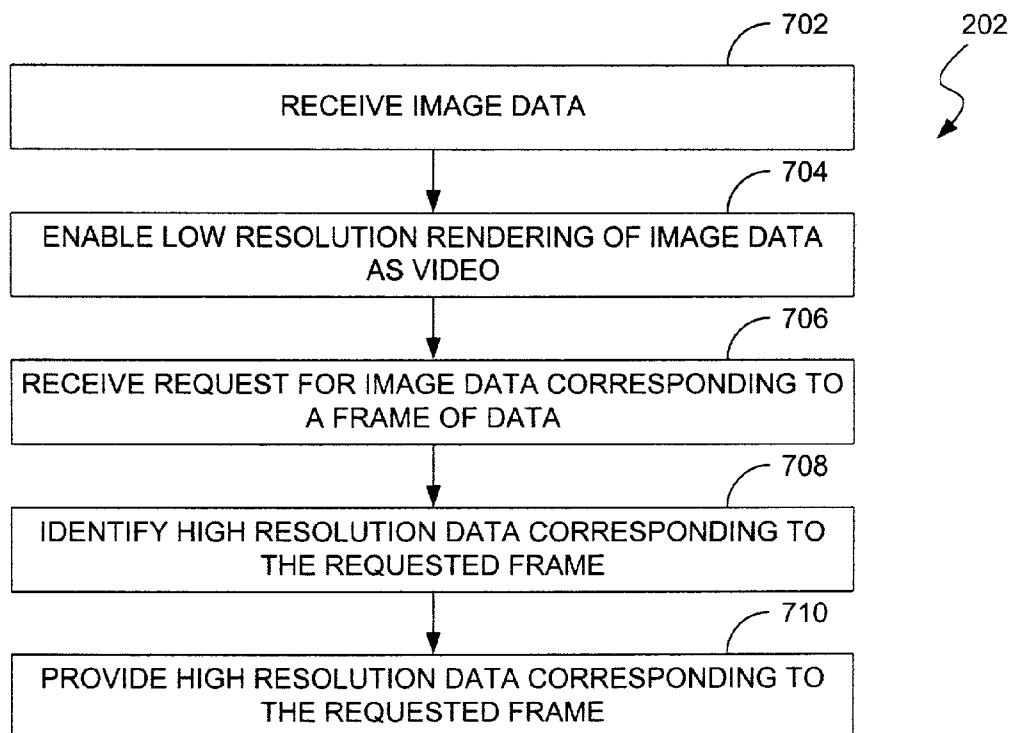 702
202
RECEIVE IMAGE DATA
704
ENABLE LOW RESOLUTION RENDERING OF IMAGE DATA
AS VIDEO
706
RECEIVE REQUEST FOR IMAGE DATA CORRESPONDING TO
A FRAME OF DATA
708
IDENTIFY HIGH RESOLUTION DATA CORRESPONDING TO
THE REQUESTED FRAME
710
PROVIDE HIGH RESOLUTION DATA CORRESPONDING TO
THE REQUESTED FRAME